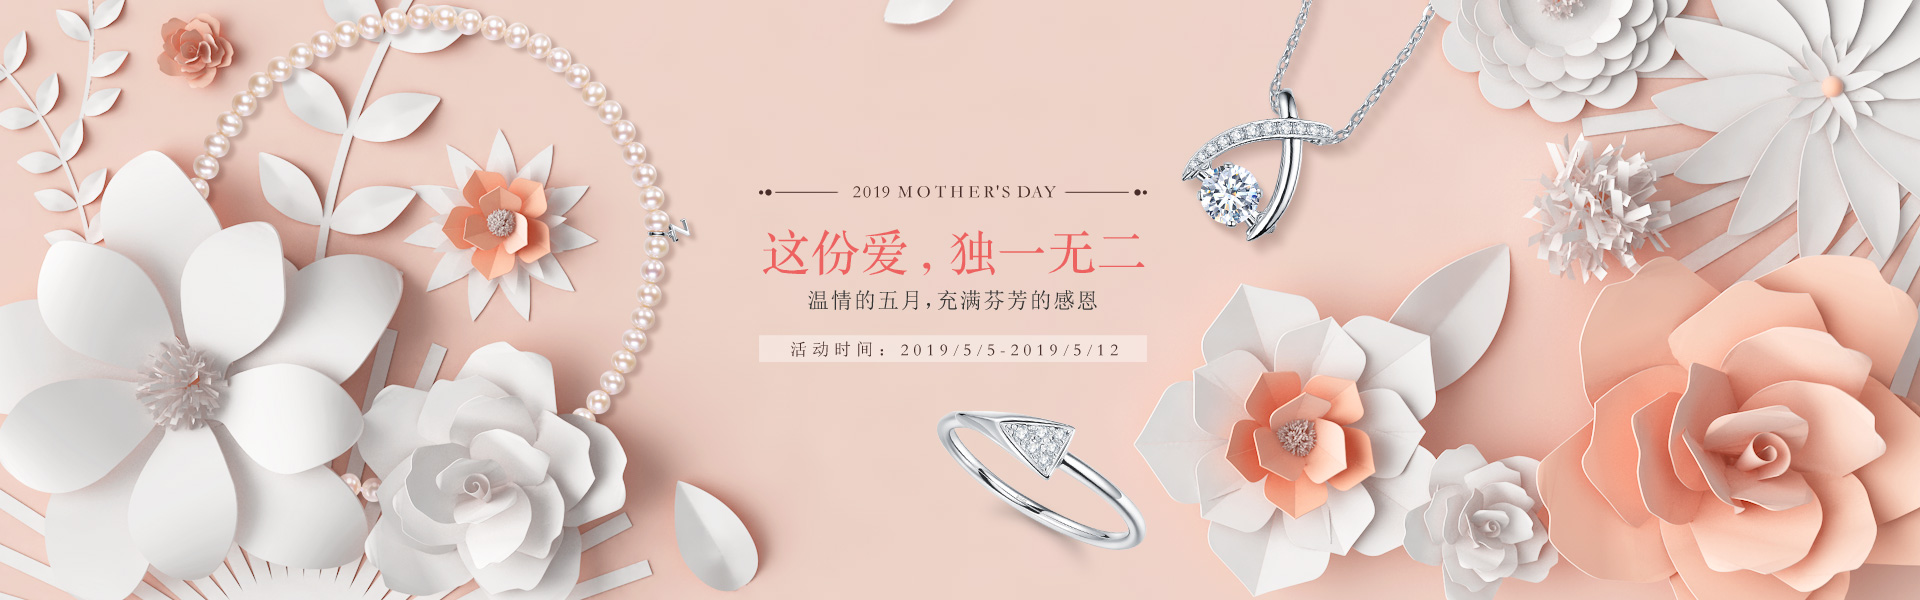 2019 MOTHER'S DAY
这份爱，独一无二
温情的五月，充满芬芳的感恩
活动时间：2019/5/5-2019/5/12